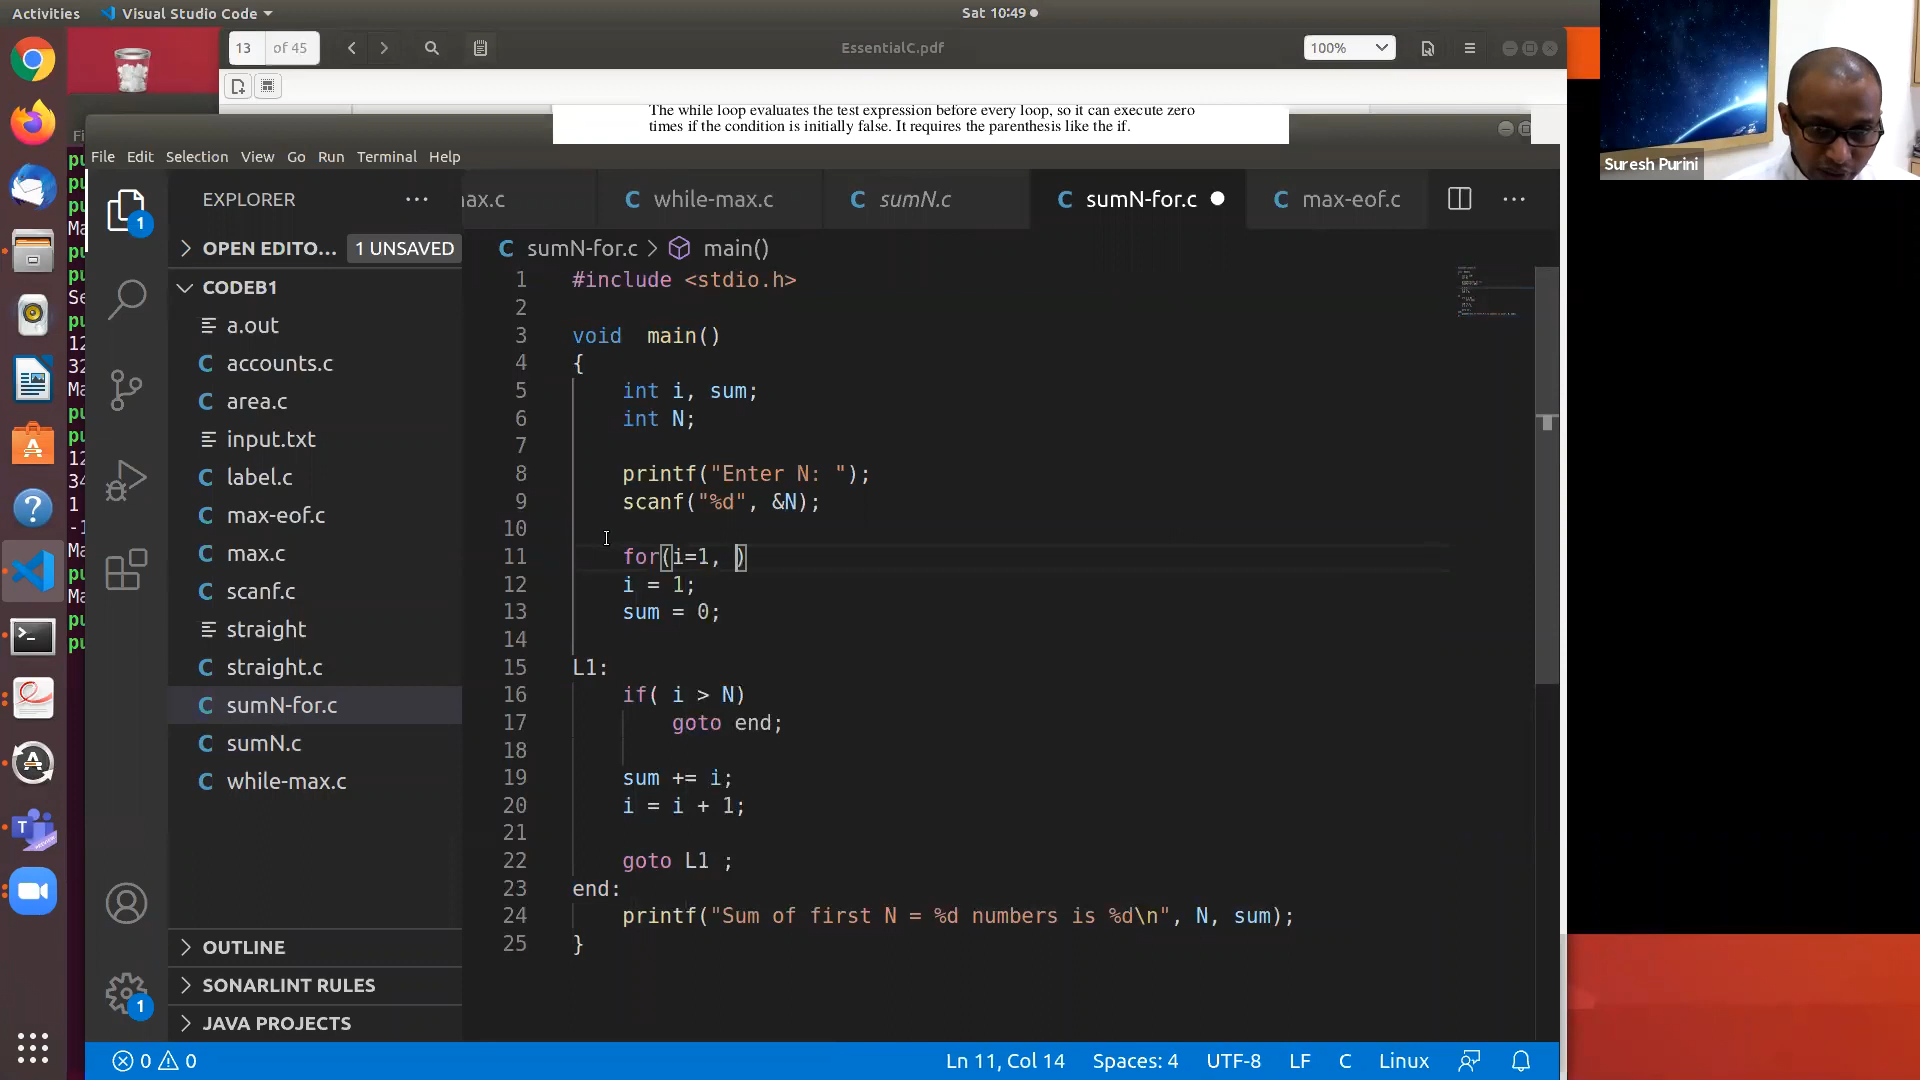 Activities
Visual Studio Code
Sat 10:49
13 of 45
EssentialC.pdf
100%
The while loop evaluates the test expression before every loop, so it can execute zero
times if the condition is initially false. It requires the parenthesis like the if.
Suresh Purini
File Edit Selection View Go Run Terminal Help
EXPLORER
ax.c
while-max.c
sumN.c
sumN-for.c
max-eof.c
OPEN EDITO... 1 UNSAVED
sumN-for.c > main()
CODEB1
a.out
accounts.c
area.c
input.txt
label.c
max-eof.c
max.c
scanf.c
straight
straight.c
sumN-for.c
sumN.c
while-max.c
OUTLINE
SONARLINT RULES
JAVA PROJECTS
1 #include <stdio.h>
2
3 void  main()
4 {
5 int i, sum;
6 int N;
7
8 printf("Enter N: ");
9 scanf("%d", &N);
10
11 for(i=1, )
12 i = 1;
13 sum = 0;
14
15 L1:
16 if( i > N)
17 goto end;
18
19 sum += i;
20 i = i + 1;
21
22 goto L1 ;
23 end:
24 printf("Sum of first N = %d numbers is %d\n", N, sum);
25 }
0 0
Ln 11, Col 14 Spaces: 4 UTF-8 LF C Linux